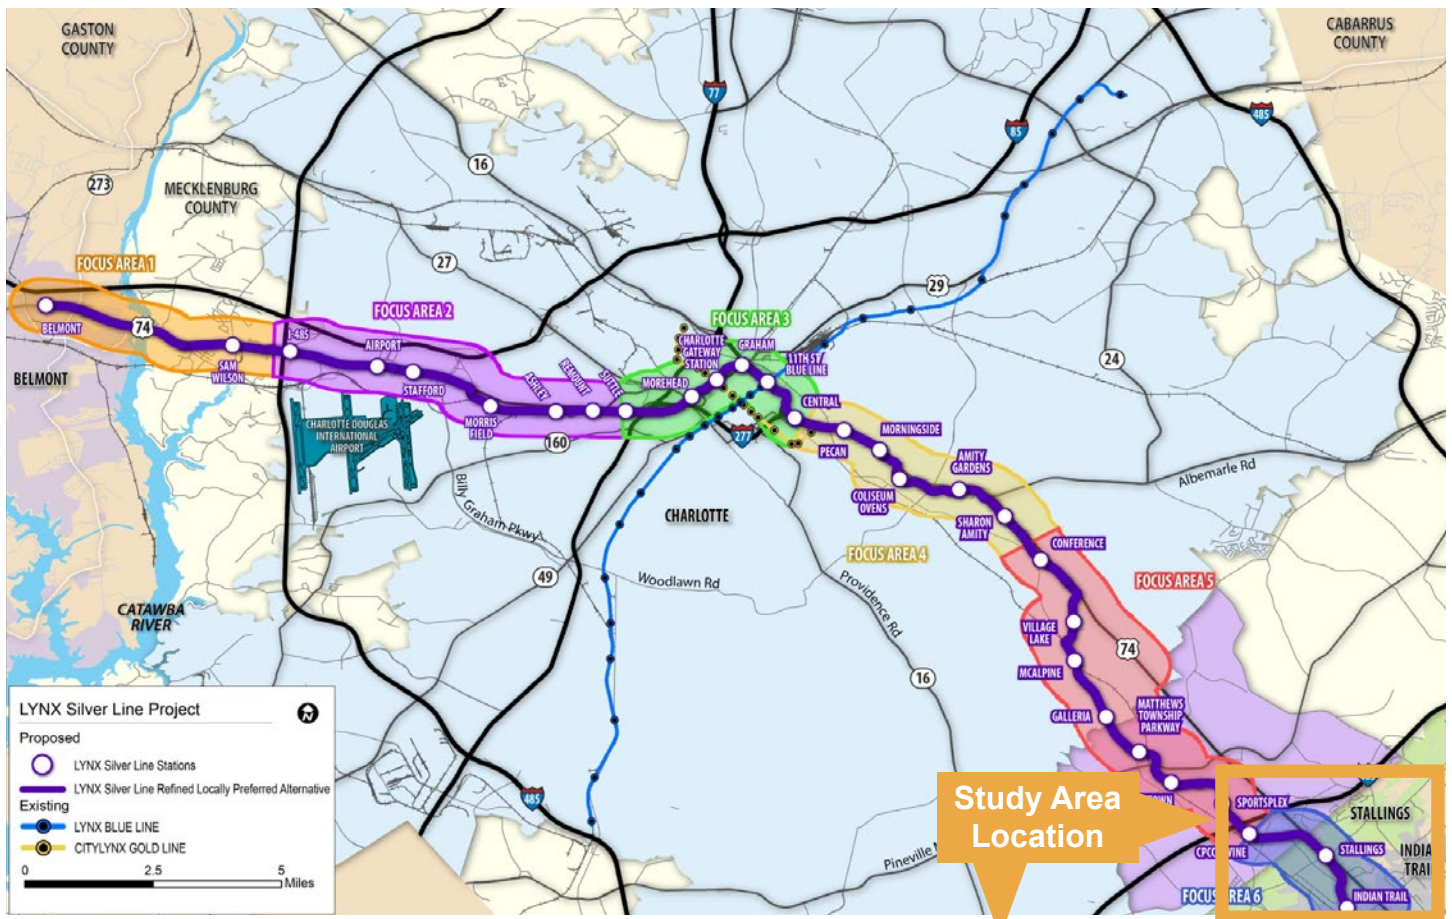 GASTON
COUNTY
CABARRUS
COUNTY
77
85
485
16
273
MECKLENBURG
COUNTY
27
29
FOCUS AREA 1
FOCUS AREA 2
FOCUS AREA 3
BELMONT
74
SAM
WILSON
I-485
AIRPORT
STAFFORD
MORRIS
FIELD
ASHLEY
REMOUNT
SUTTLE
MOREHEAD
CHARLOTTE
GATEWAY
STATION
GRAHAM
11TH ST/
BLUE LINE
CENTRAL
24
BELMONT
CHARLOTTE DOUGLAS
INTERNATIONAL
AIRPORT
160
277
PECAN
MORNINGSIDE
AMITY
GARDENS
COLISEUM
OVENS
SHARON
AMITY
Albemarle Rd
Billy Graham Pkwy
CHARLOTTE
CONFERENCE
FOCUS AREA 4
FOCUS AREA 5
49
Woodlawn Rd
Providence Rd
CATAWBA
RIVER
VILLAGE
LAKE
74
MCALPINE
16
GALLERIA
MATTHEWS
TOWNSHIP
PARKWAY
LYNX Silver Line Project
N
Proposed
LYNX Silver Line Stations
LYNX Silver Line Refined Locally Preferred Alternative
Existing
LYNX BLUE LINE
CITYLYNX GOLD LINE
0 2.5 5
Miles
485
Study Area
Location
SPORTSPLEX
STALLINGS
STALLINGS
Pineville
INDIAN TRAIL